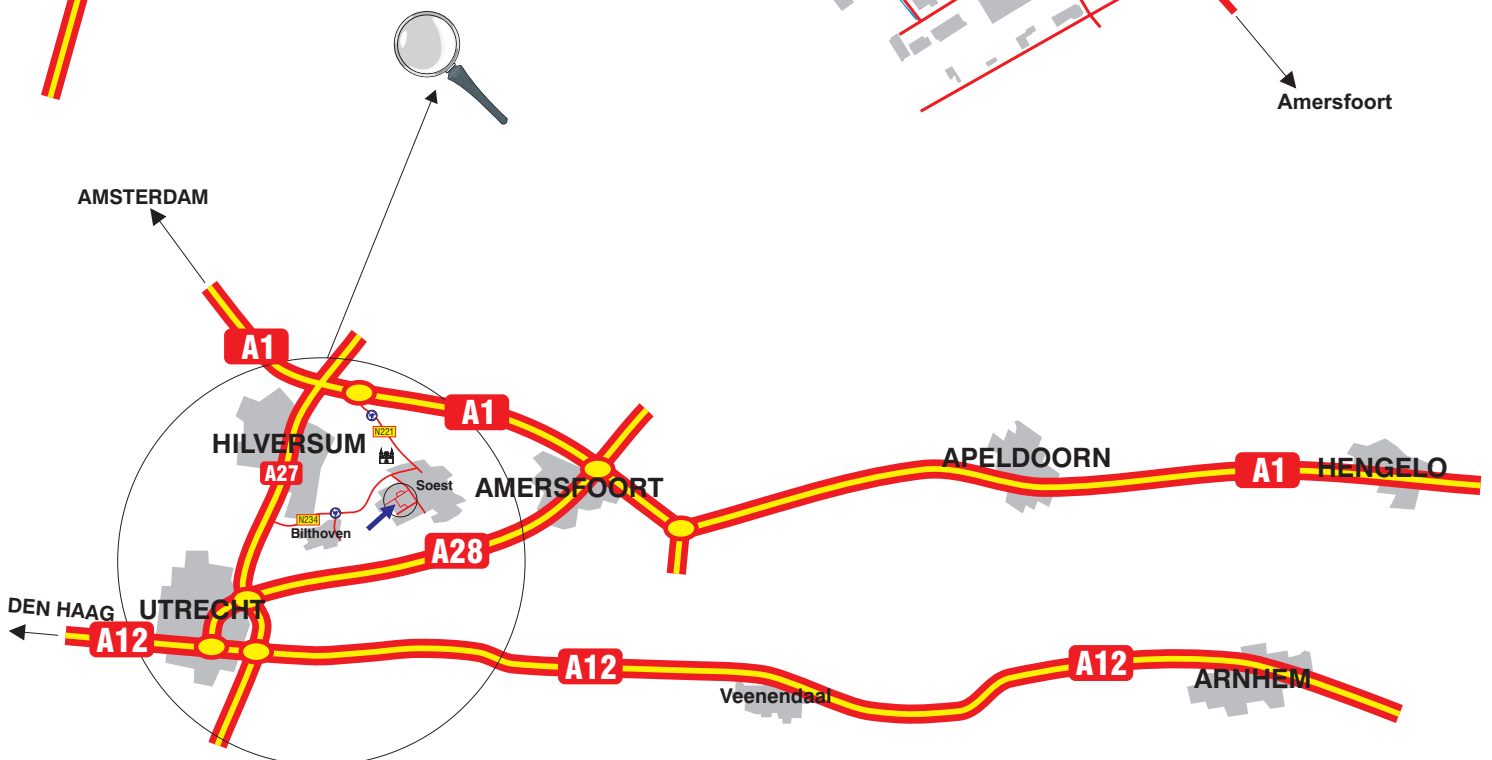 Amersfoort
AMSTERDAM
A1
A1
N221
HILVERSUM
A27
Soest
AMERSFOORT
APELDOORN
A1
HENGELO
N234
Bilthoven
A28
DEN HAAG
UTRECHT
A12
A12
Veenendaal
A12
ARNHEM